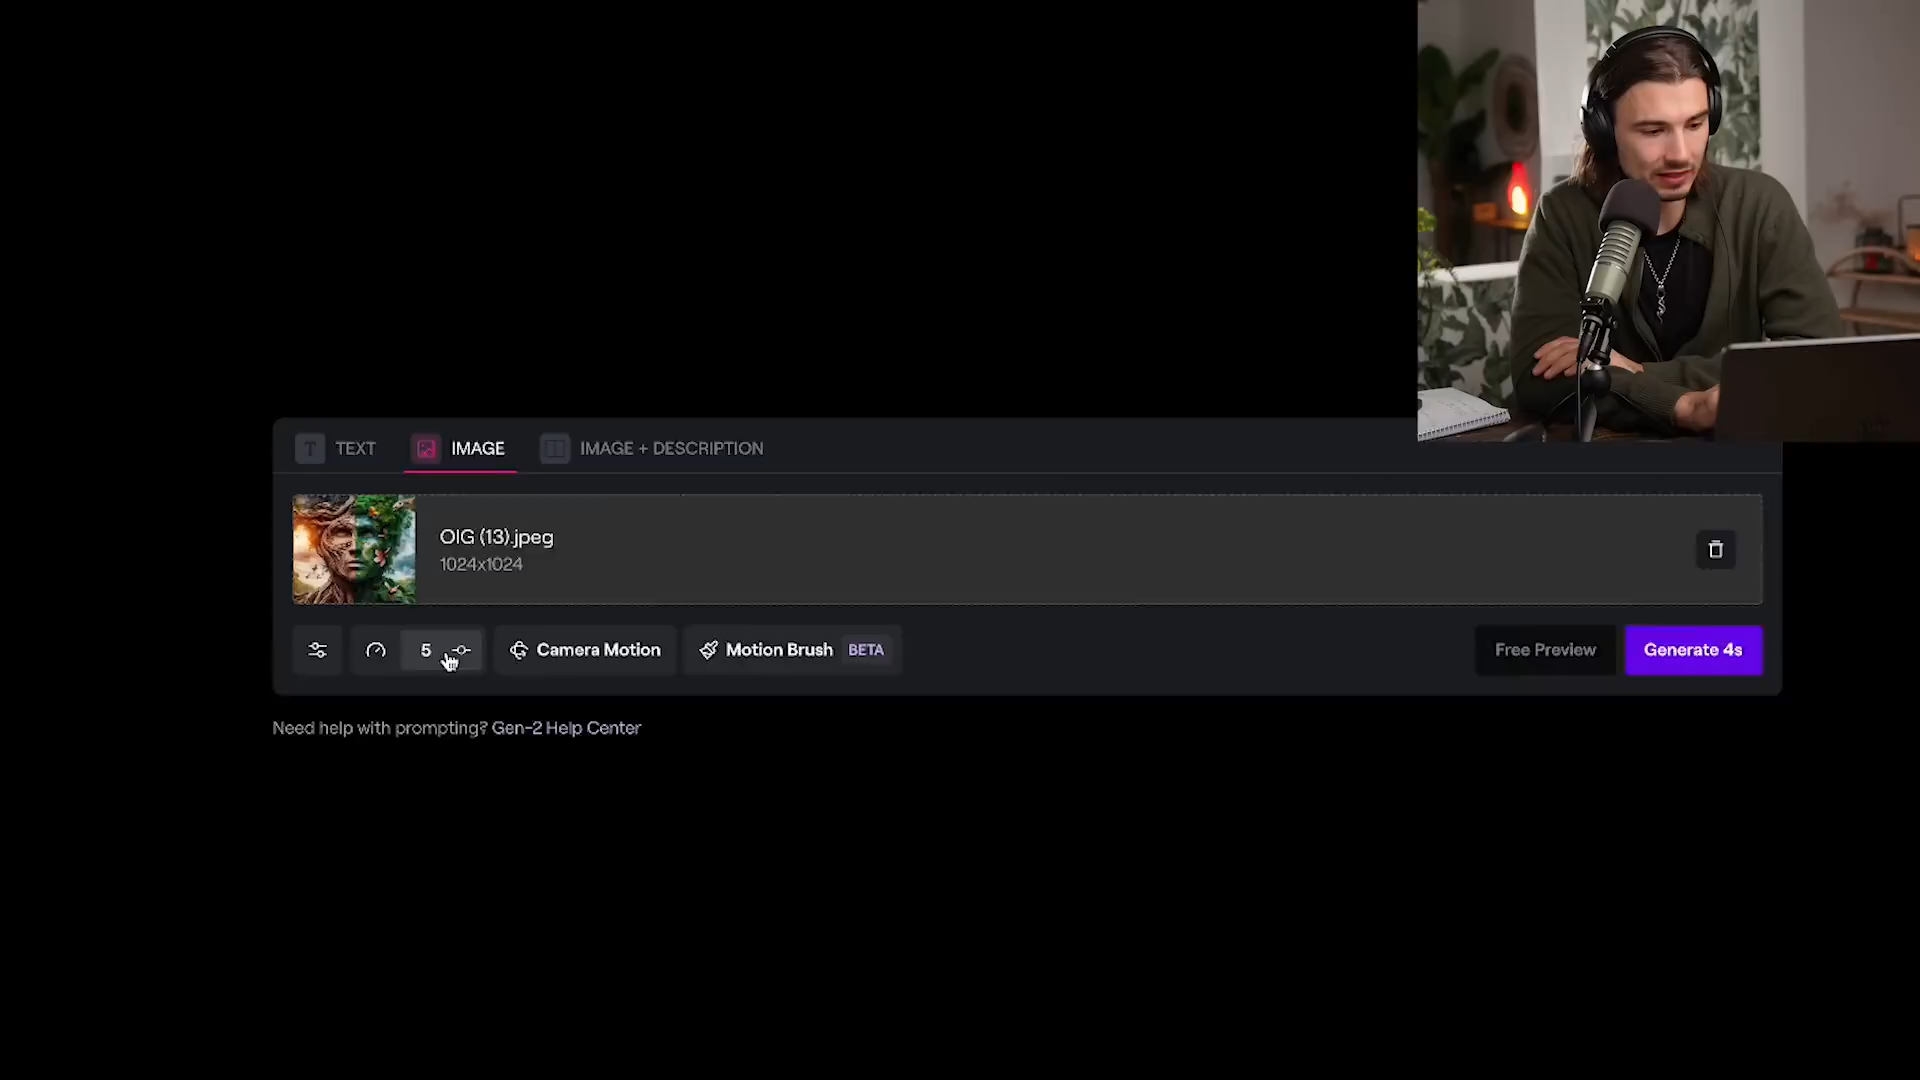 TEXT
IMAGE
IMAGE + DESCRIPTION
OIG (13).jpeg
1024x1024
5
Camera Motion
Motion Brush BETA
Free Preview
Generate 4s
Need help with prompting? Gen-2 Help Center